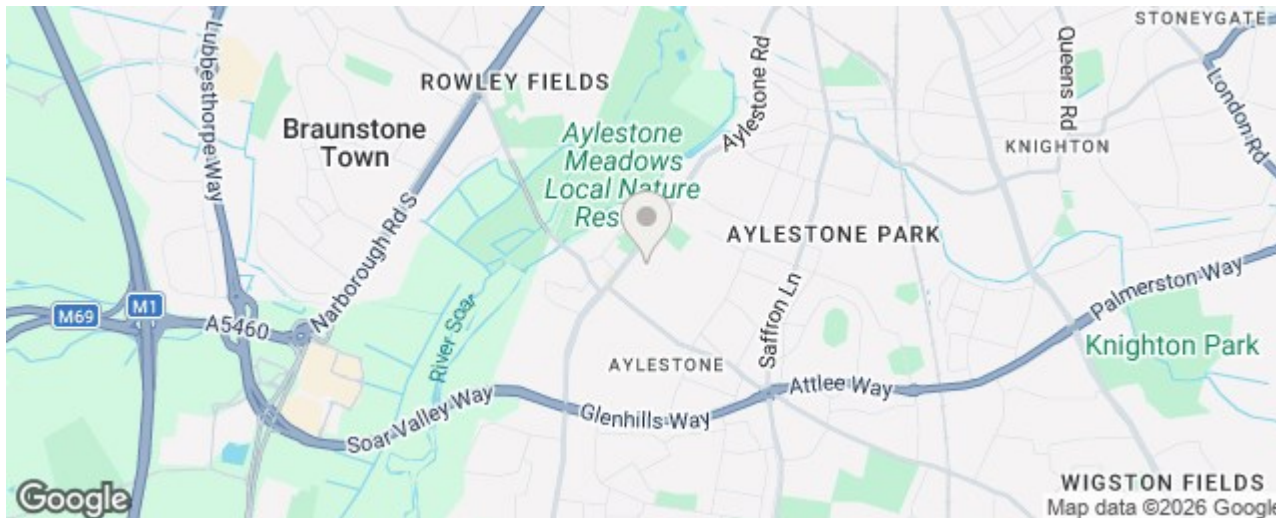 STONEYGATE
Lubbesthorpe Way
ROWLEY FIELDS
Aylestone Rd
Queens Rd
London Rd
Braunstone
Town
Aylestone
Meadows
Local Nature
Res
KNIGHTON
Narborough Rd S
AYLESTONE PARK
M69
M1
A5460
River Soar
Saffron Ln
Palmerston Way
Knighton Park
AYLESTONE
Attlee Way
Soar Valley Way
Glenhills Way
WIGSTON FIELDS
Google
Map data ©2026 Google